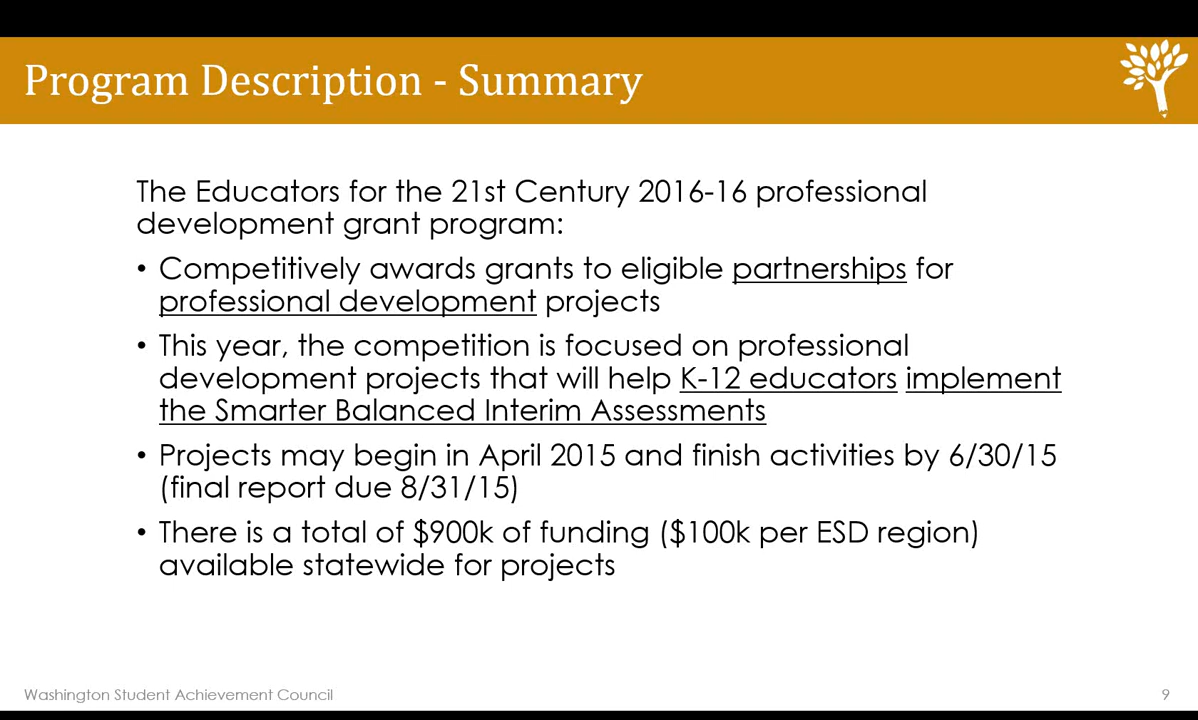 Program Description - Summary
The Educators for the 21st Century 2016-16 professional
development grant program:
• Competitively awards grants to eligible partnerships for
professional development projects
• This year, the competition is focused on professional
development projects that will help K-12 educators implement
the Smarter Balanced Interim Assessments
• Projects may begin in April 2015 and finish activities by 6/30/15
(final report due 8/31/15)
• There is a total of $900k of funding ($100k per ESD region)
available statewide for projects
Washington Student Achievement Council
9